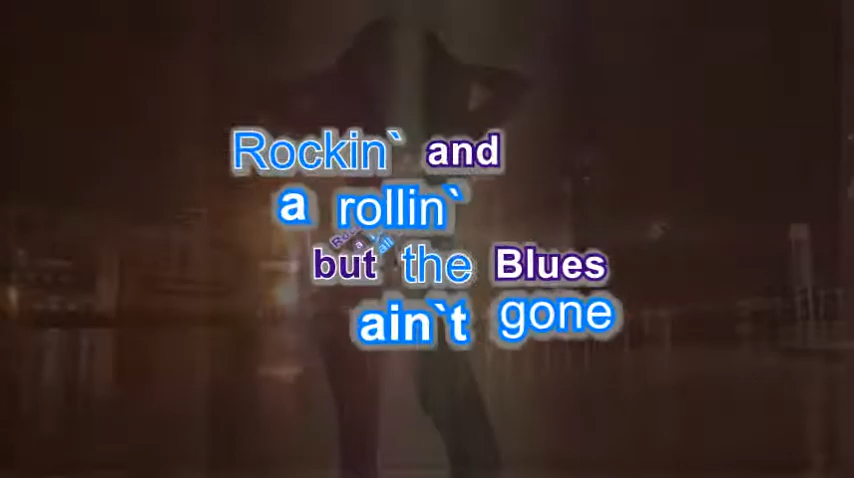 Rockin` and
a rollin`
but the Blues
ain`t gone